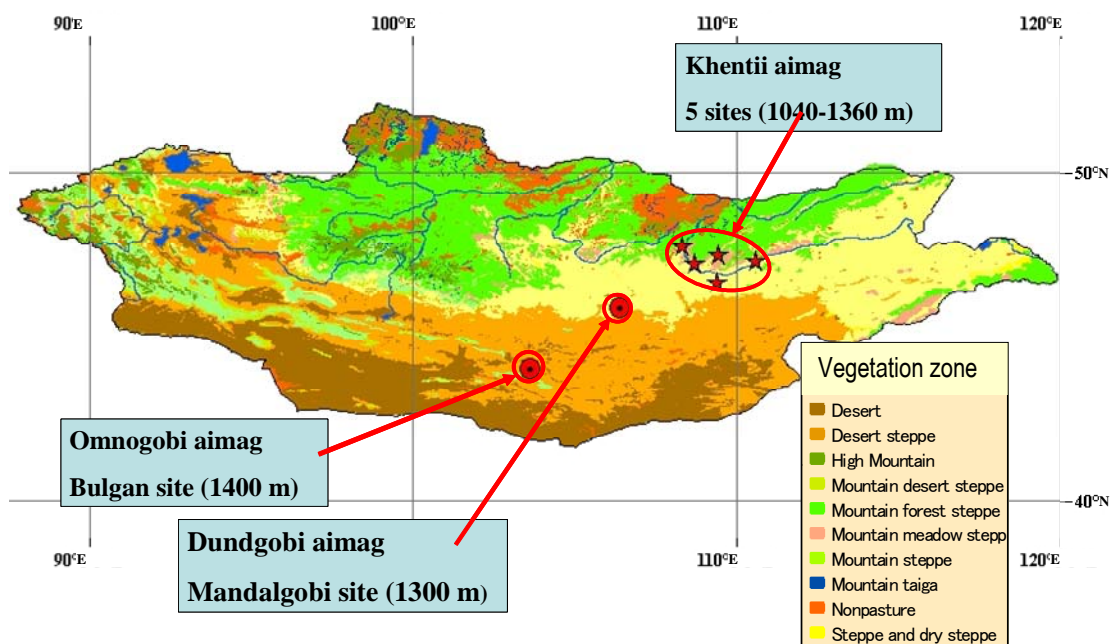 90°E
100°E
110°E
120°E
Khentii aimag
5 sites (1040-1360 m)
50°N
Omnogobi aimag
Bulgan site (1400 m)
Dundgobi aimag
Mandalgobi site (1300 m)
Vegetation zone
Desert
Desert steppe
High Mountain
Mountain desert steppe
Mountain forest steppe
Mountain meadow stepp
Mountain steppe
Mountain taiga
Nonpasture
Steppe and dry steppe
40°N
90°E
110°E
120°E